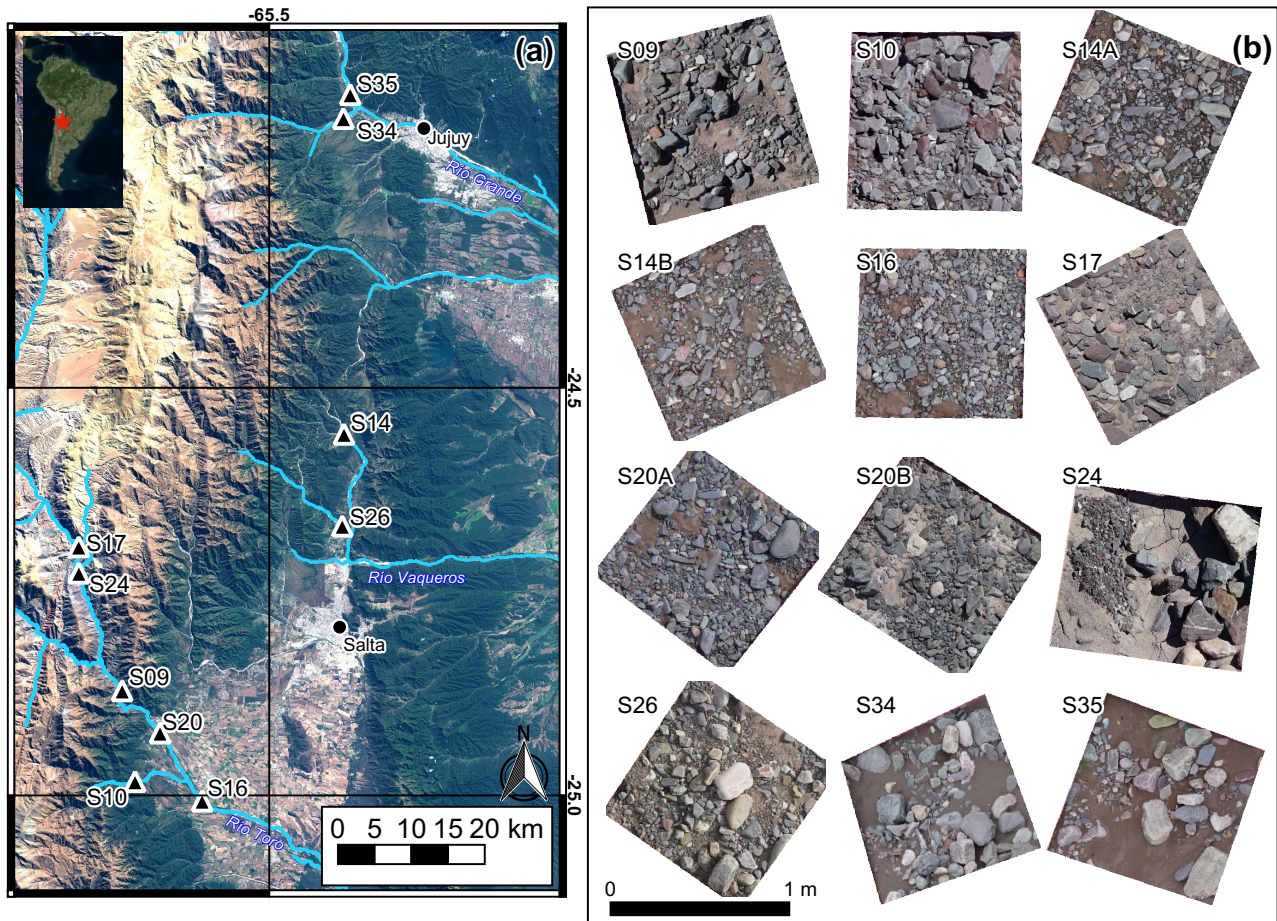 -65.5
(a)
S35
S34
Jujuy
Río Grande
-24.5
S14
S26
S17
S24
Río Vaqueros
Salta
S09
S20
N
S10
S16
-25.0
Río Toro
0 5 10 15 20 km
(b)
S09 S10 S14A
S14B S16 S17
S20A S20B S24
S26 S34 S35
0 1 m